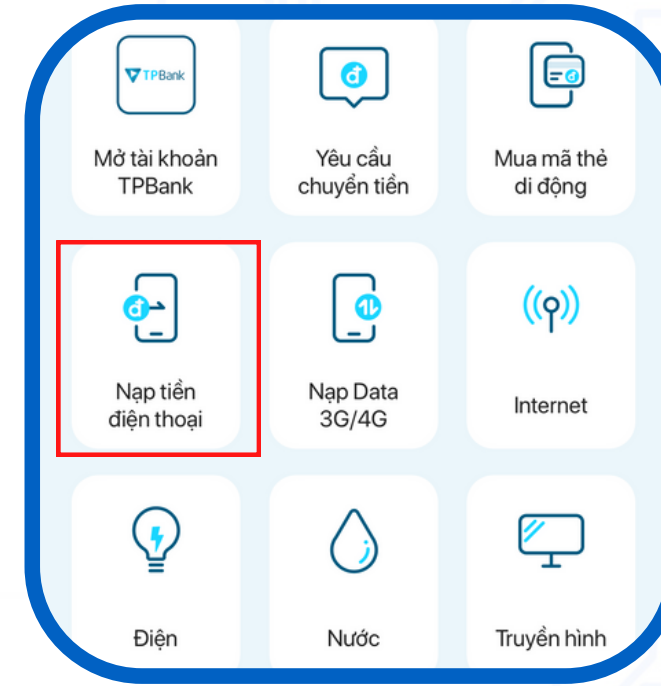 TPBank
Mở tài khoản
TPBank
Yêu cầu
chuyển tiền
Mua mã thẻ
di động
Nạp tiền
điện thoại
Nạp Data
3G/4G
Internet
Điện
Nước
Truyền hình